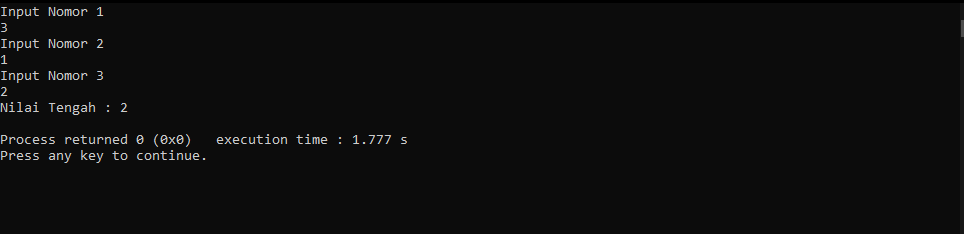 Input Nomor 1
3
Input Nomor 2
1
Input Nomor 3
2
Nilai Tengah : 2
Process returned 0 (0x0)   execution time : 1.777 s
Press any key to continue.